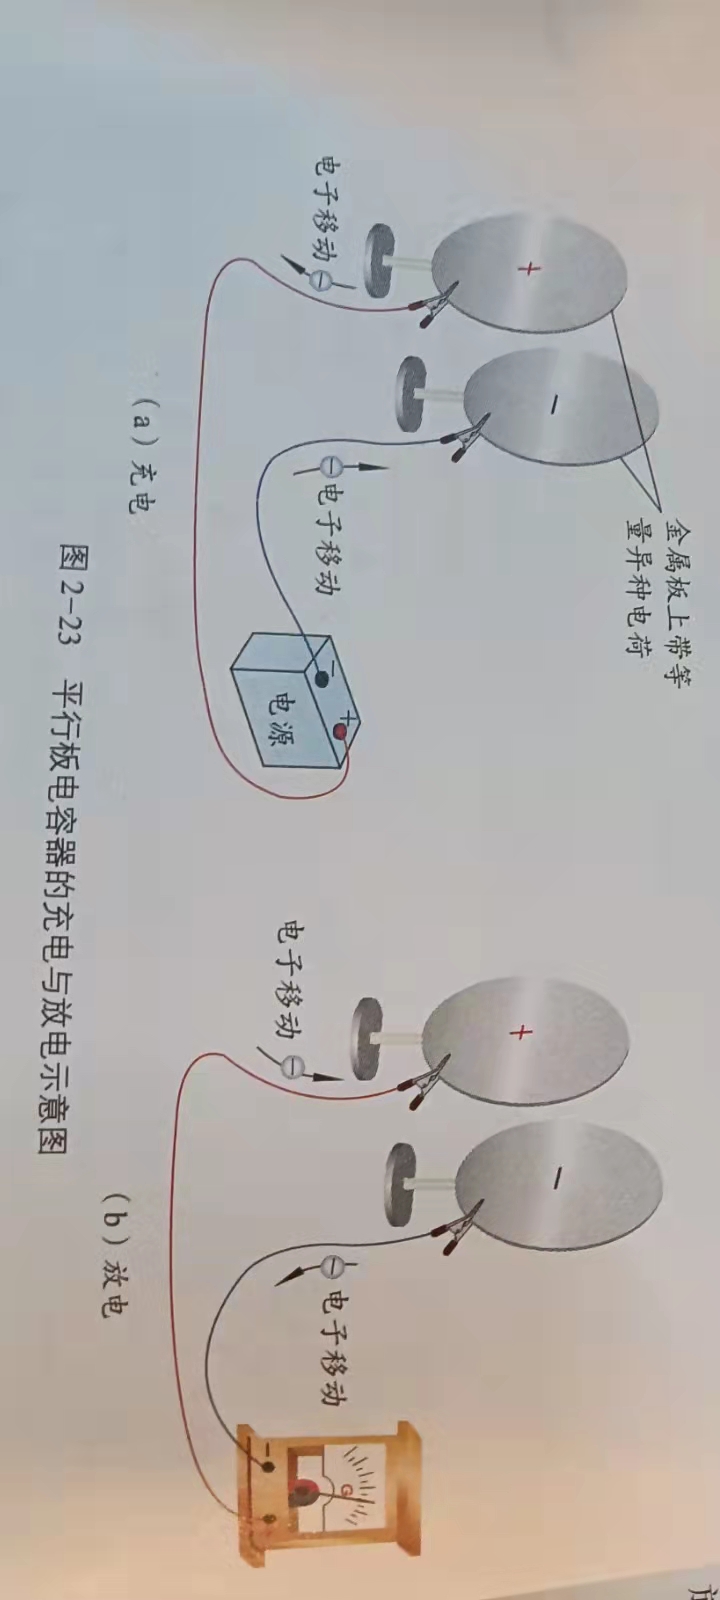 金属板上带等
量异种电荷
+
−
+
−
电子移动
电子移动
− +
电源
电子移动
电子移动
G
−
(a)充电
(b)放电
图 2-23 平行板电容器的充电与放电示意图